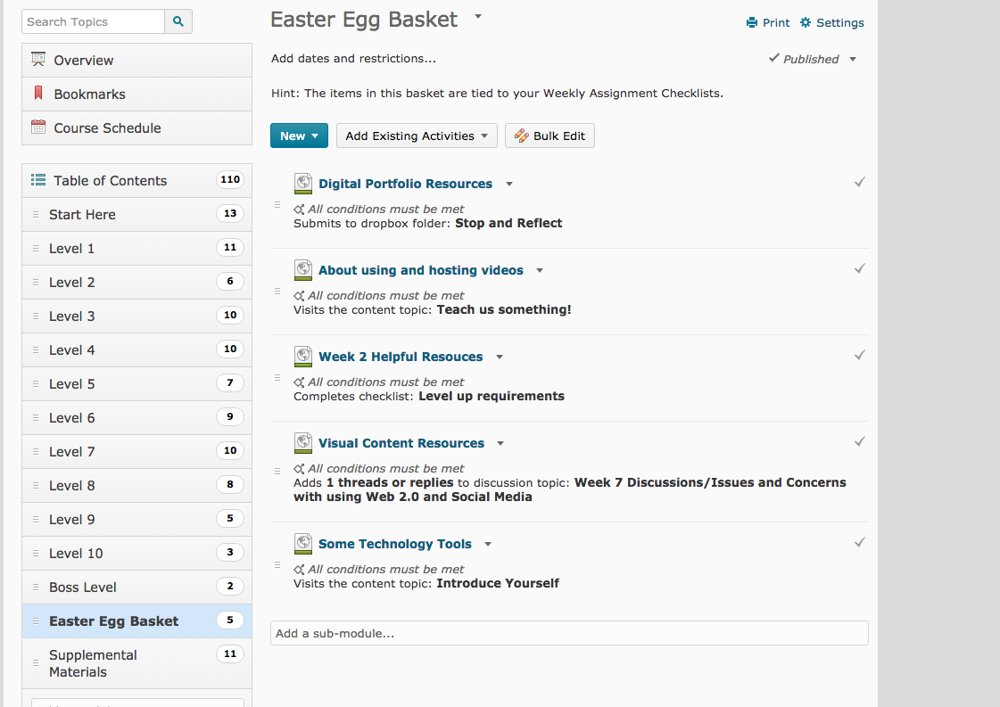 Search Topics
Overview
Bookmarks
Course Schedule
Table of Contents 110
Start Here 13
Level 1 11
Level 2 6
Level 3 10
Level 4 10
Level 5 7
Level 6 9
Level 7 10
Level 8 8
Level 9 5
Level 10 3
Boss Level 2
Easter Egg Basket 5
Supplemental 11
Materials
Easter Egg Basket
Print Settings
Add dates and restrictions...
Published
Hint: The items in this basket are tied to your Weekly Assignment Checklists.
New Add Existing Activities Bulk Edit
Digital Portfolio Resources
All conditions must be met
Submits to dropbox folder: Stop and Reflect
About using and hosting videos
All conditions must be met
Visits the content topic: Teach us something!
Week 2 Helpful Resouces
All conditions must be met
Completes checklist: Level up requirements
Visual Content Resources
All conditions must be met
Adds 1 threads or replies to discussion topic: Week 7 Discussions/Issues and Concerns
with using Web 2.0 and Social Media
Some Technology Tools
All conditions must be met
Visits the content topic: Introduce Yourself
Add a sub-module...